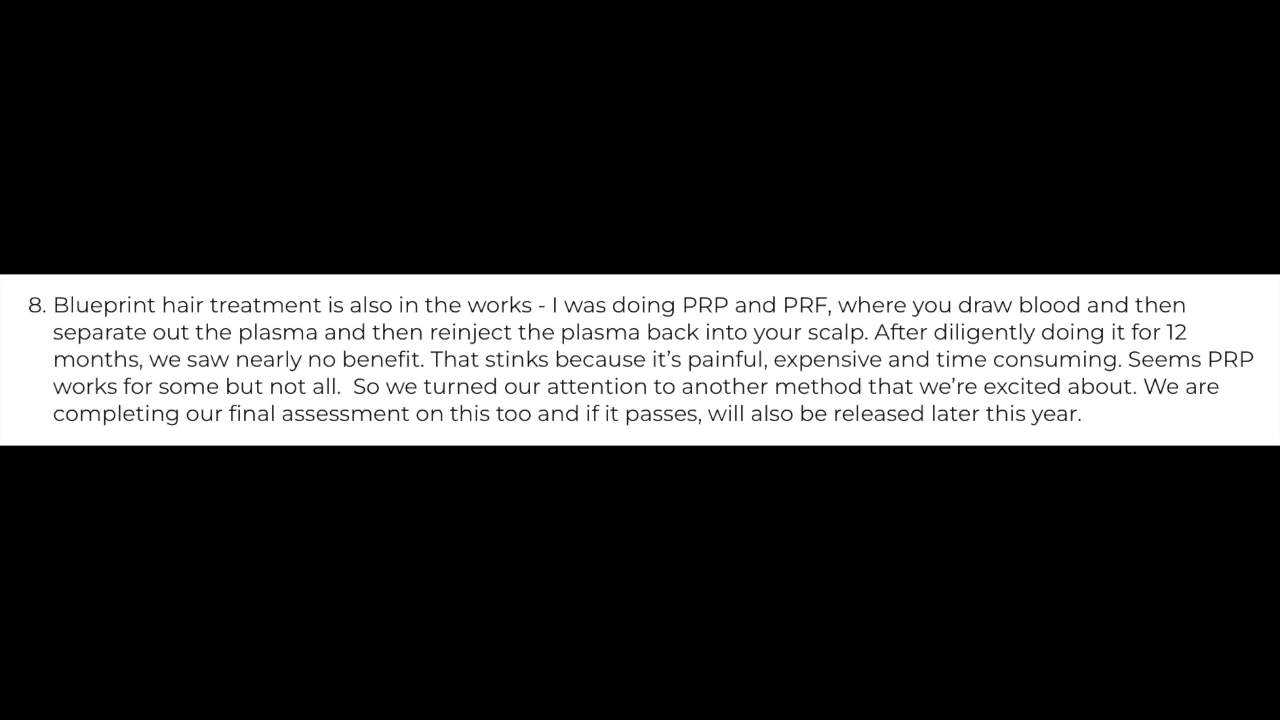 8. Blueprint hair treatment is also in the works - I was doing PRP and PRF, where you draw blood and then
separate out the plasma and then reinject the plasma back into your scalp. After diligently doing it for 12
months, we saw nearly no benefit. That stinks because it’s painful, expensive and time consuming. Seems PRP
works for some but not all.  So we turned our attention to another method that we’re excited about. We are
completing our final assessment on this too and if it passes, will also be released later this year.